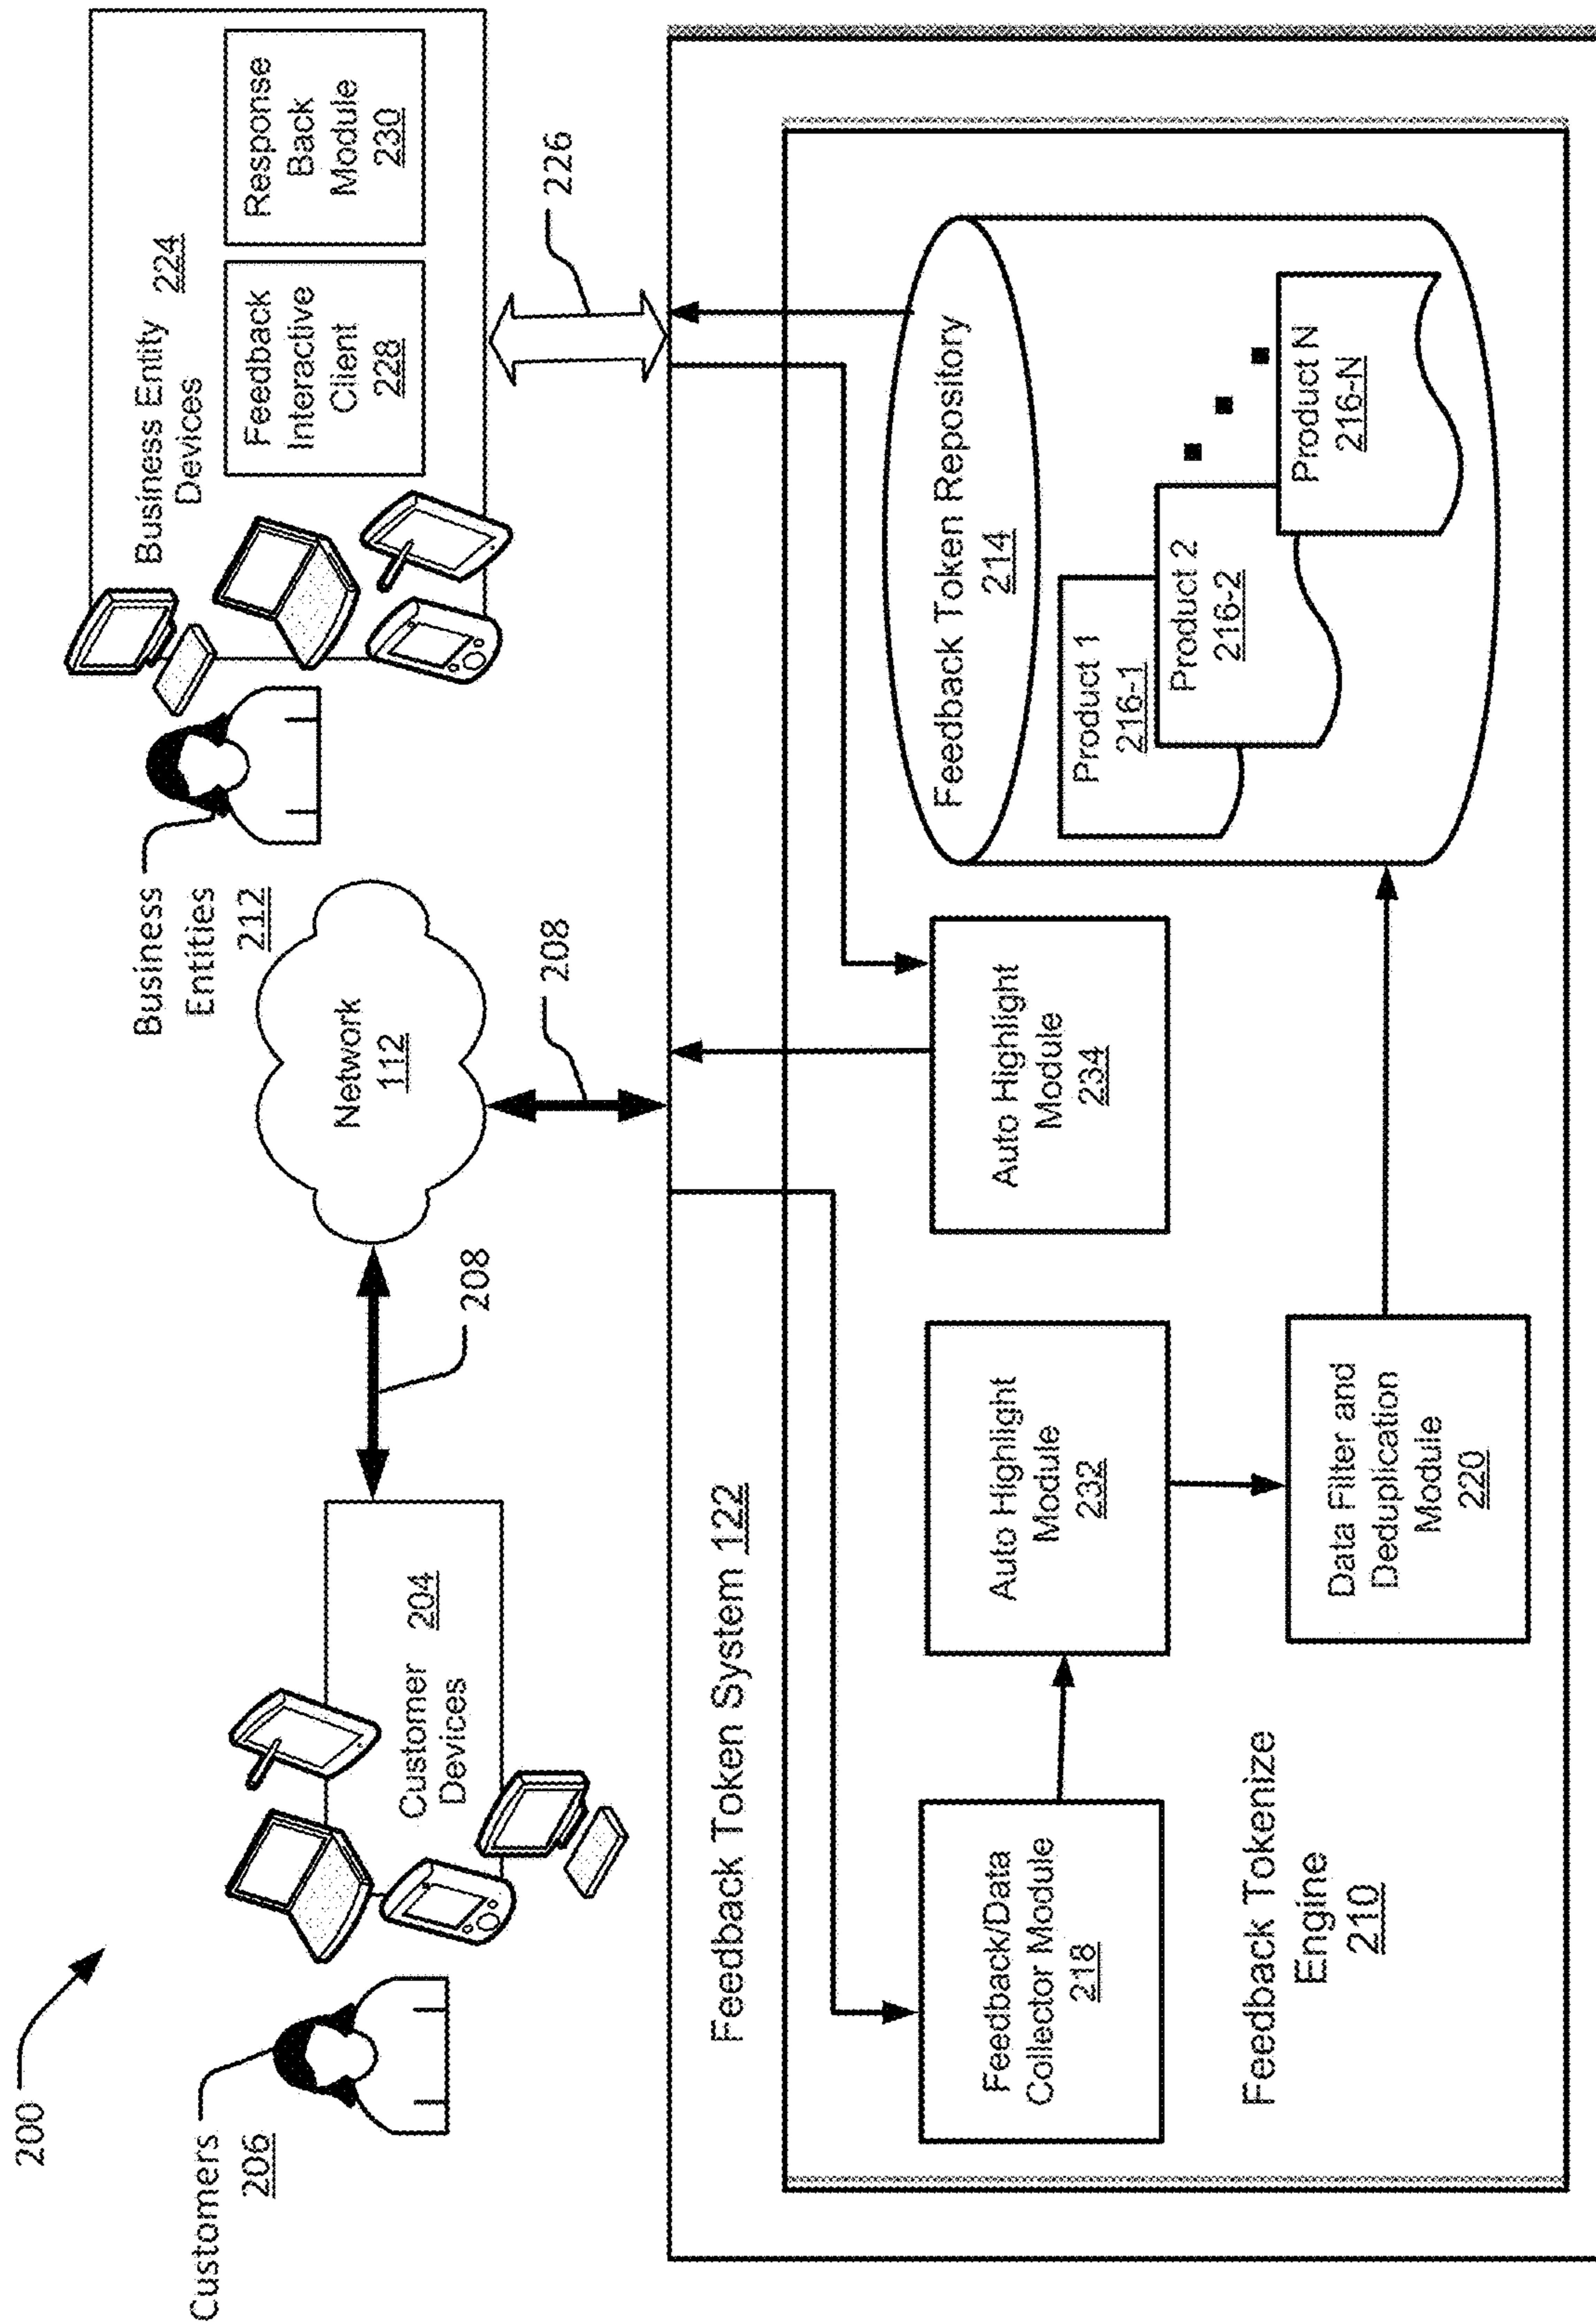 200
Customers
206
Customer 204
Devices
208
Network
112
208
Business
Entities
212
Business Entity 224
Devices
Feedback
Interactive
Client
228
Response
Back
Module
230
226
Feedback Token System 122
Feedback/Data
Collector Module
218
Auto Highlight
Module
232
Auto Highlight
Module
234
Data Filter and
Deduplication
Module
220
Feedback Tokenize
Engine
210
Feedback Token Repository
214
Product 1
216-1
Product 2
216-2
Product N
216-N